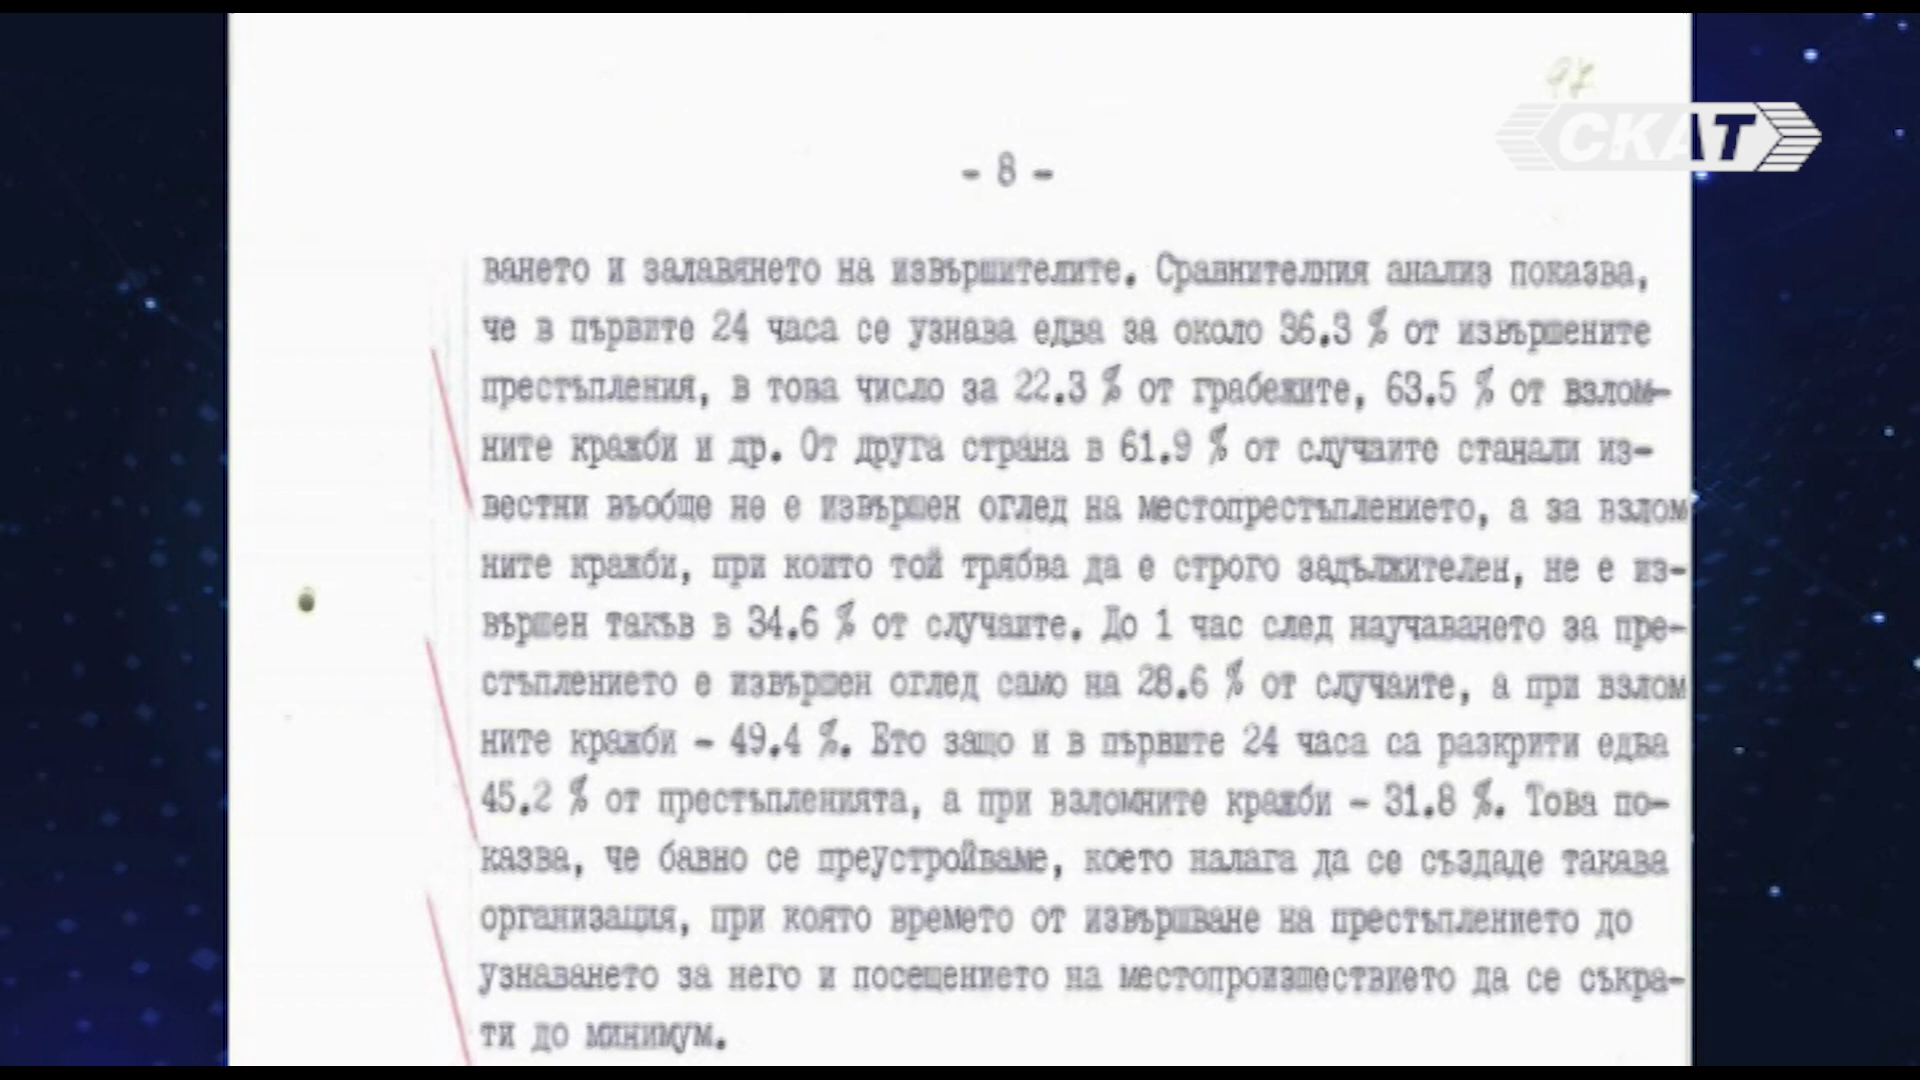 97
СКАТ
- 8 -
ването и залавянето на извършителите. Сравнителния анализ показва,
че в първите 24 часа се узнава едва за около 36.3 % от извършените
престъпления, в това число за 22.3 % от грабежите, 63.5 % от взлом-
ните кражби и др. От друга страна в 61.9 % от случаите станали из-
вестни въобще не е извършен оглед на местопрестъплението, а за взлом
ните кражби, при които той трябва да е строго задължителен, не е из-
вършен такъв в 34.6 % от случаите. До 1 час след научаването за пре-
стъплението е извършен оглед само на 28.6 % от случаите, а при взлом
ните кражби - 49.4 %. Ето защо и в първите 24 часа са разкрити едва
45.2 % от престъпленията, а при взломните кражби - 31.8 %. Това по-
казва, че бавно се преустройваме, което налага да се създаде такава
организация, при която времето от извършване на престъплението до
узнаването за него и посещението на местопроизшествието да се съкра-
ти до минимум.